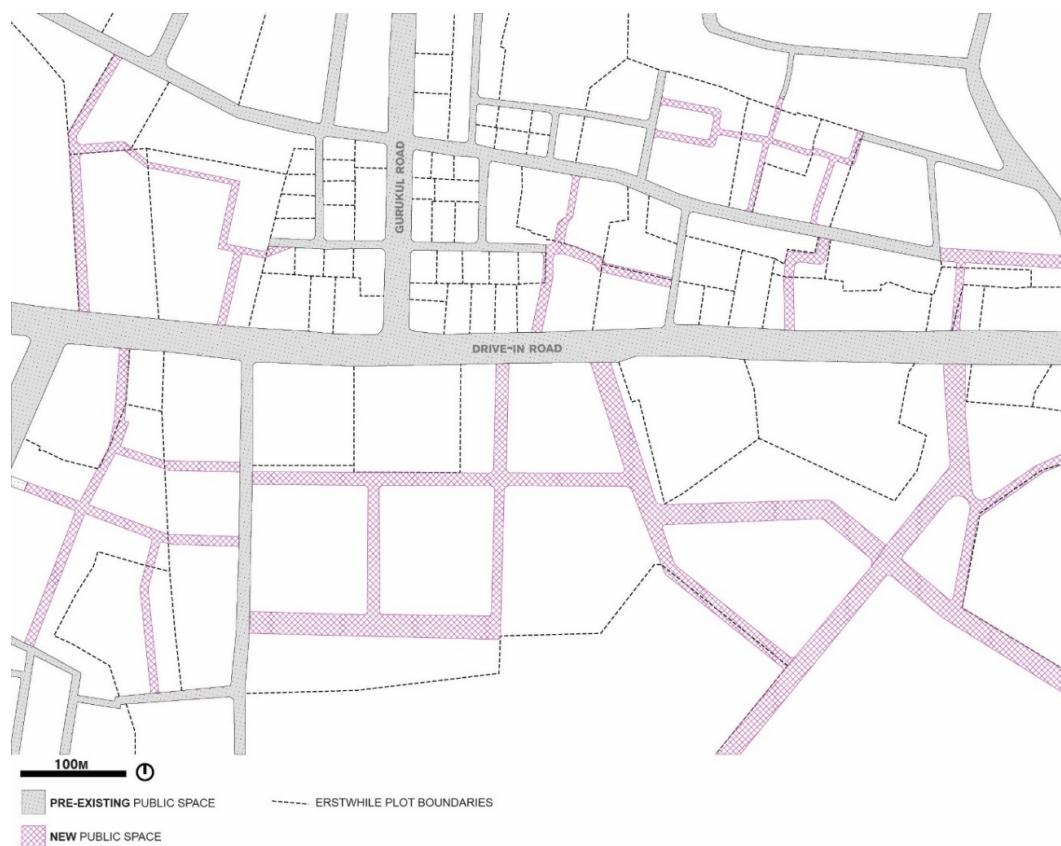 GURUKUL ROAD
DRIVE-IN ROAD
100M
PRE-EXISTING PUBLIC SPACE
ERSTWHILE PLOT BOUNDARIES
NEW PUBLIC SPACE